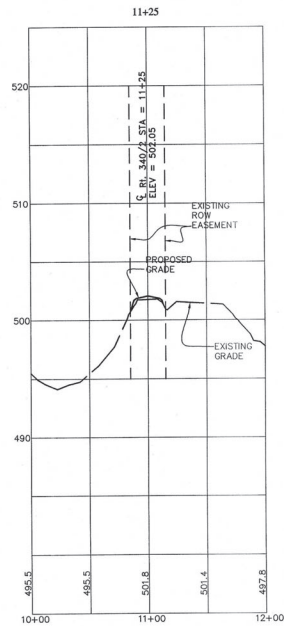 11+25
520
℄ Rt. 340/2 STA = 11+25
ELEV = 502.05
510
EXISTING
ROW
EASEMENT
PROPOSED
GRADE
500
EXISTING
GRADE
490
495.5
495.5
501.8
501.4
497.8
10+00
11+00
12+00